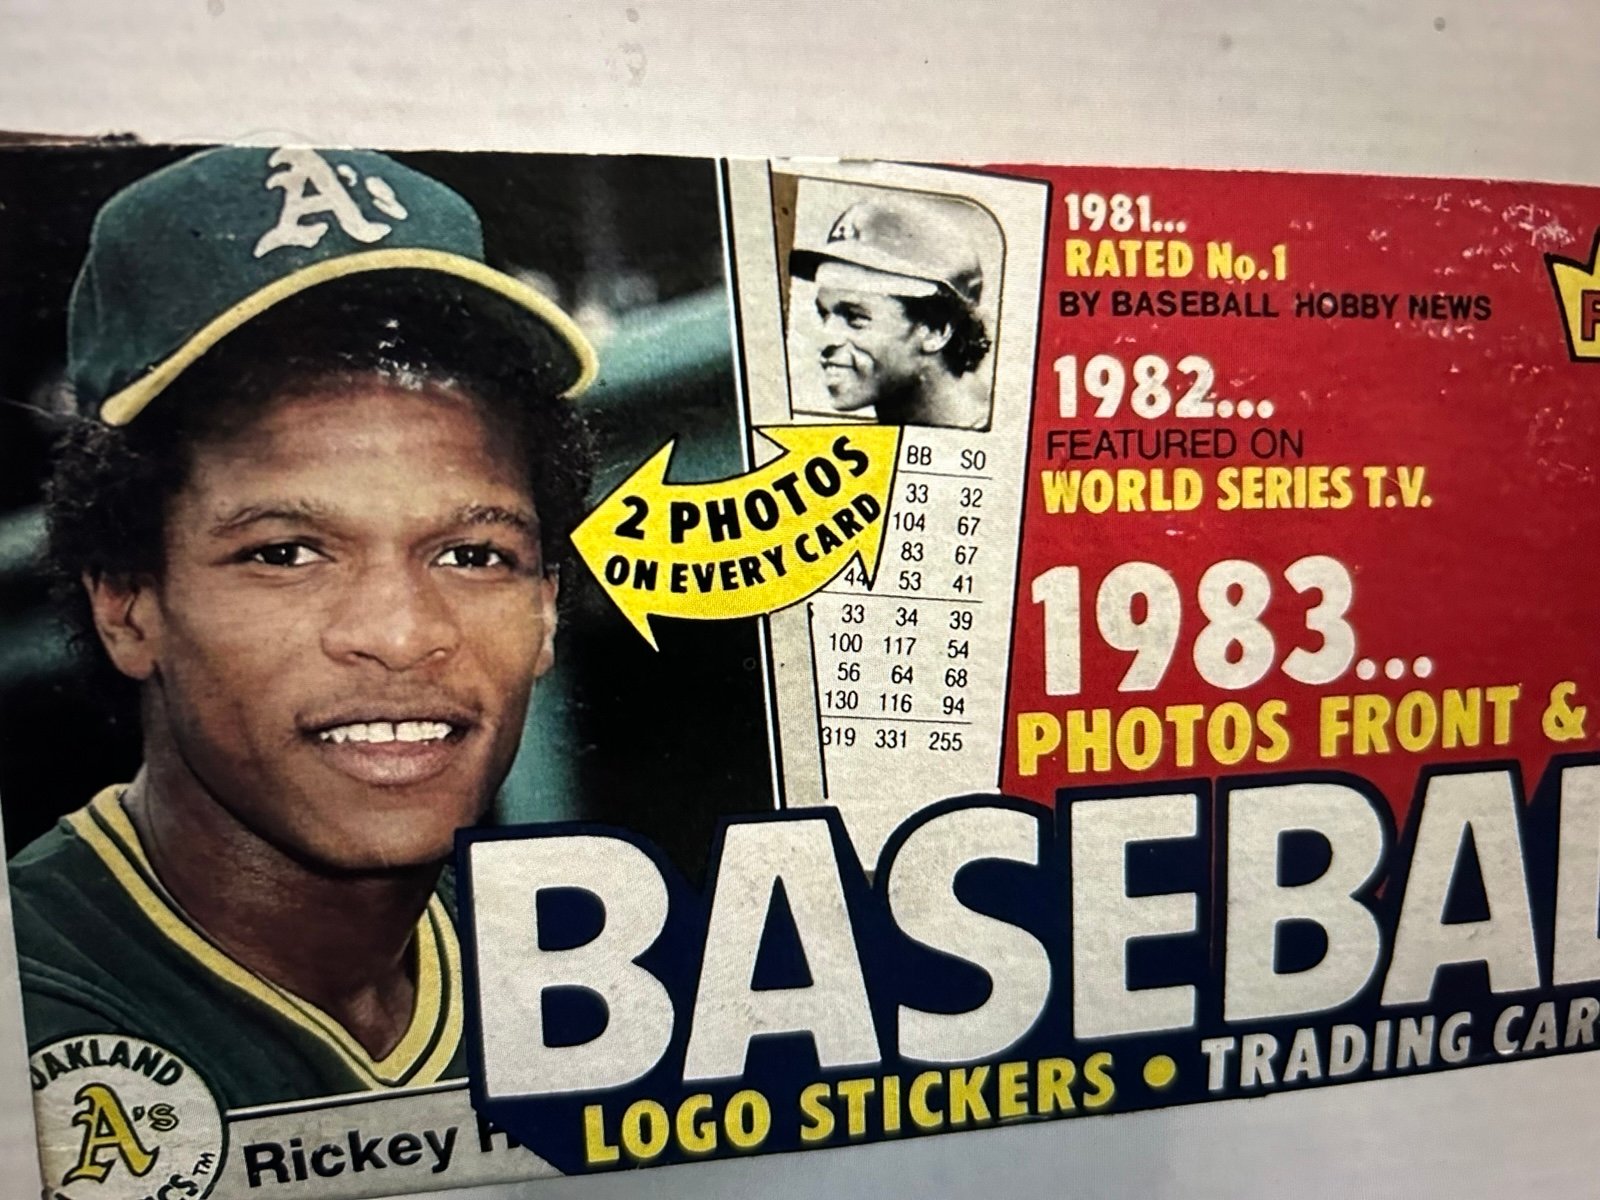 A's
2 PHOTOS
ON EVERY CARD
BB SO
33 32
104 67
83 67
44 53 41
33 34 39
100 117 54
56 64 68
130 116 94
319 331 255
1981...
RATED No.1
BY BASEBALL HOBBY NEWS
1982...
FEATURED ON
WORLD SERIES T.V.
1983...
PHOTOS FRONT &
BASEBAL
LOGO STICKERS • TRADING CAR
OAKLAND
A's
CS™
Rickey H
F